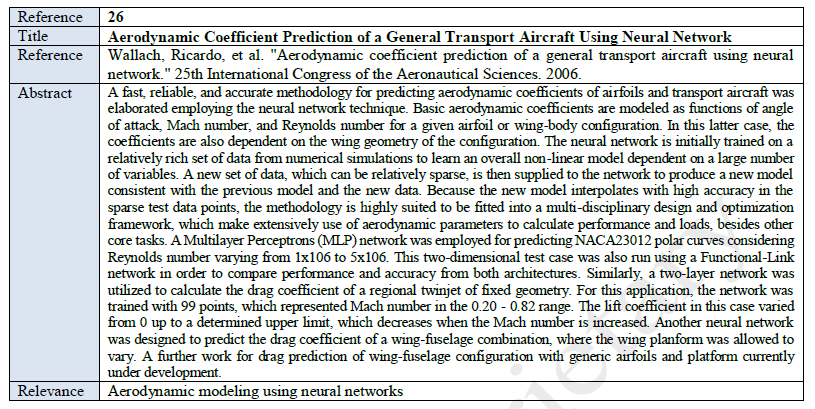 Reference 26
Title Aerodynamic Coefficient Prediction of a General Transport Aircraft Using Neural Network
Reference Wallach, Ricardo, et al. "Aerodynamic coefficient prediction of a general transport aircraft using neural
network." 25th International Congress of the Aeronautical Sciences. 2006.
Abstract A fast, reliable, and accurate methodology for predicting aerodynamic coefficients of airfoils and transport aircraft was
elaborated employing the neural network technique. Basic aerodynamic coefficients are modeled as functions of angle
of attack, Mach number, and Reynolds number for a given airfoil or wing-body configuration. In this latter case, the
coefficients are also dependent on the wing geometry of the configuration. The neural network is initially trained on a
relatively rich set of data from numerical simulations to learn an overall non-linear model dependent on a large number
of variables. A new set of data, which can be relatively sparse, is then supplied to the network to produce a new model
consistent with the previous model and the new data. Because the new model interpolates with high accuracy in the
sparse test data points, the methodology is highly suited to be fitted into a multi-disciplinary design and optimization
framework, which make extensively use of aerodynamic parameters to calculate performance and loads, besides other
core tasks. A Multilayer Perceptrons (MLP) network was employed for predicting NACA23012 polar curves considering
Reynolds number varying from 1x106 to 5x106. This two-dimensional test case was also run using a Functional-Link
network in order to compare performance and accuracy from both architectures. Similarly, a two-layer network was
utilized to calculate the drag coefficient of a regional twinjet of fixed geometry. For this application, the network was
trained with 99 points, which represented Mach number in the 0.20 - 0.82 range. The lift coefficient in this case varied
from 0 up to a determined upper limit, which decreases when the Mach number is increased. Another neural network
was designed to predict the drag coefficient of a wing-fuselage combination, where the wing planform was allowed to
vary. A further work for drag prediction of wing-fuselage configuration with generic airfoils and platform currently
under development.
Relevance Aerodynamic modeling using neural networks